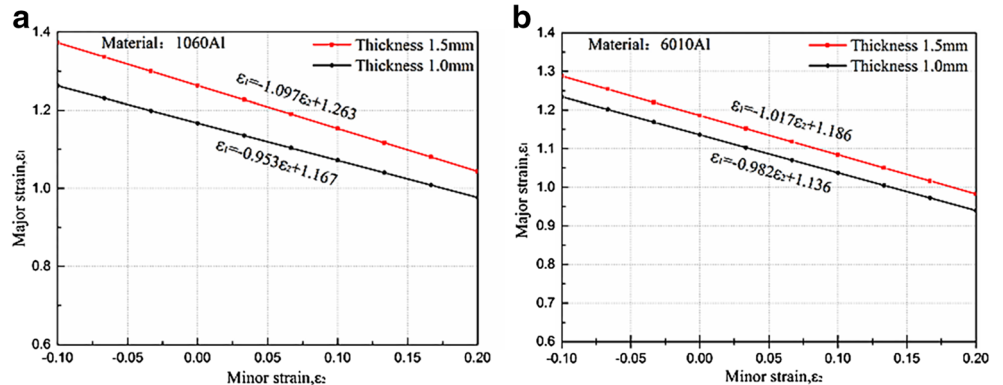 a
Material: 1060Al
Thickness 1.5mm
Thickness 1.0mm
ε₁=-1.097ε₂+1.263
ε₁=-0.953ε₂+1.167
Major strain,ε₁
1.4
1.2
1.0
0.8
0.6
-0.10 -0.05 0.00 0.05 0.10 0.15 0.20
Minor strain,ε₂
b
Material: 6010Al
Thickness 1.5mm
Thickness 1.0mm
ε₁=-1.017ε₂+1.186
ε₁=-0.982ε₂+1.136
Major strain,ε₁
1.4
1.3
1.2
1.1
1.0
0.9
0.8
0.7
0.6
-0.10 -0.05 0.00 0.05 0.10 0.15 0.20
Minor strain,ε₂